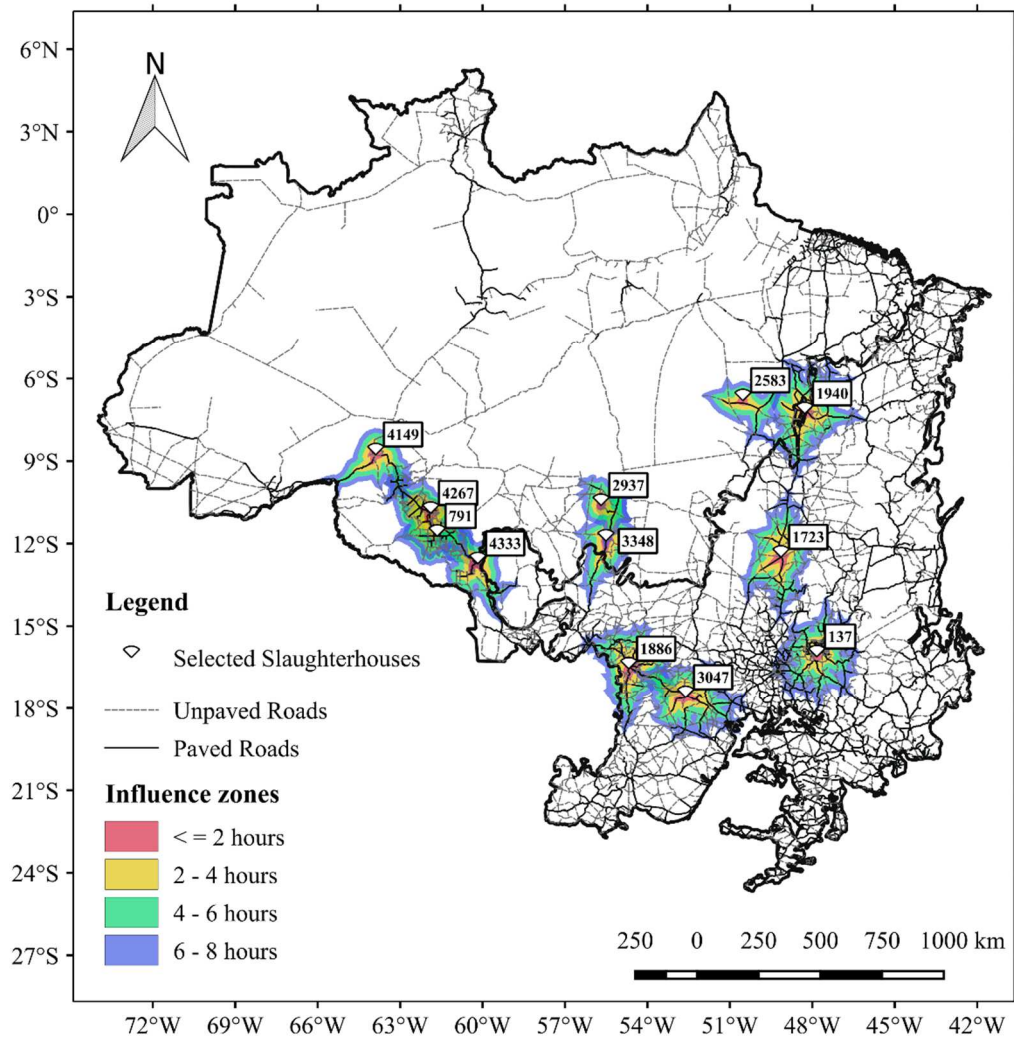 6°N
N
3°N
0°
3°S
6°S
2583
1940
4149
9°S
4267
2937
791
12°S
4333
3348
1723
Legend
15°S
137
Selected Slaughterhouses
1886
3047
18°S
Unpaved Roads
Paved Roads
21°S
Influence zones
< = 2 hours
24°S
2 - 4 hours
4 - 6 hours
6 - 8 hours
27°S
250 0 250 500 750 1000 km
72°W 69°W 66°W 63°W 60°W 57°W 54°W 51°W 48°W 45°W 42°W